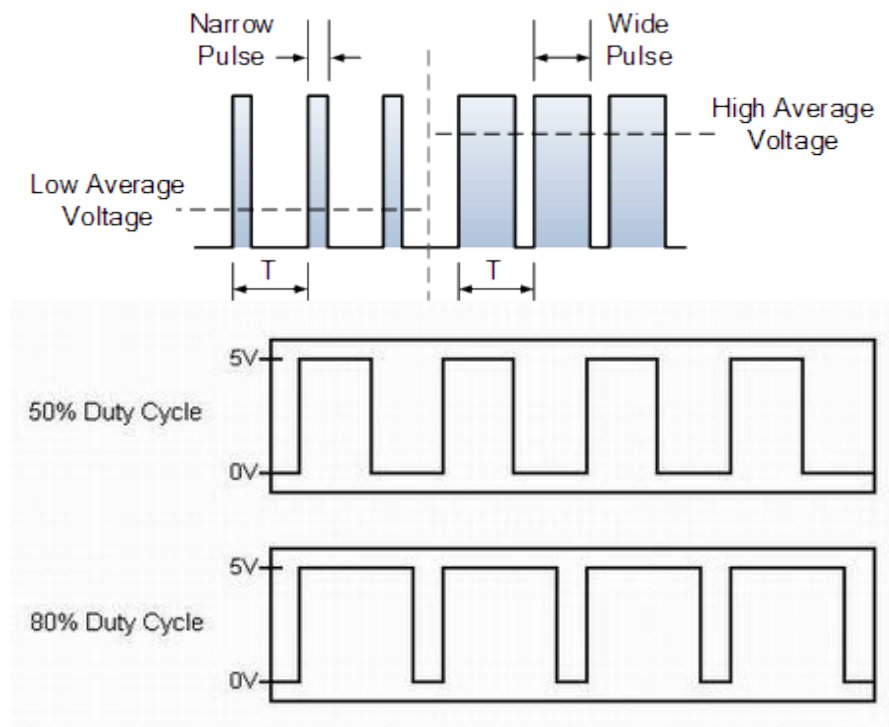 Narrow
Pulse
Wide
Pulse
High Average
Voltage
Low Average
Voltage
T
T
5V
50% Duty Cycle
0V
5V
80% Duty Cycle
0V